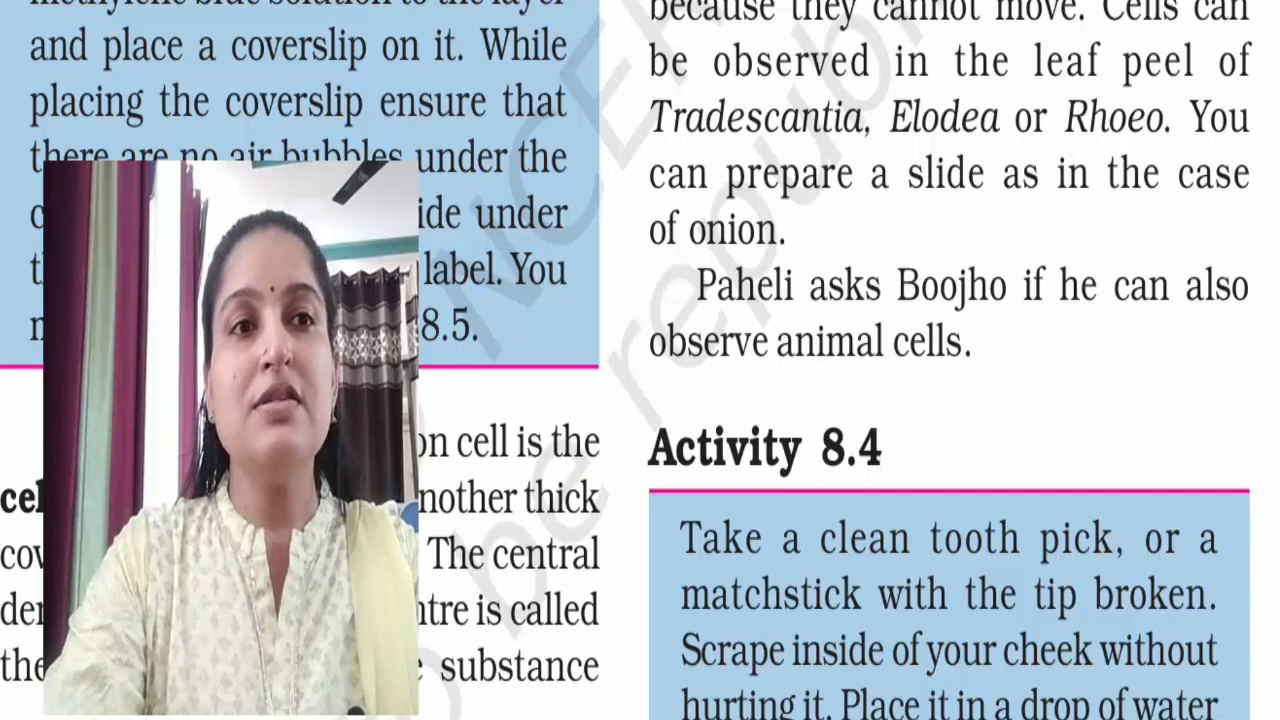 methylene blue solution to the layer
and place a coverslip on it. While
placing the coverslip ensure that
there are no air bubbles under the
ide under
label. You
8.5.
on cell is the
cel nother thick
cov The central
den ntre is called
the substance
because they cannot move. Cells can
be observed in the leaf peel of
Tradescantia, Elodea or Rhoeo. You
can prepare a slide as in the case
of onion.
Paheli asks Boojho if he can also
observe animal cells.
Activity 8.4
Take a clean tooth pick, or a
matchstick with the tip broken.
Scrape inside of your cheek without
hurting it. Place it in a drop of water